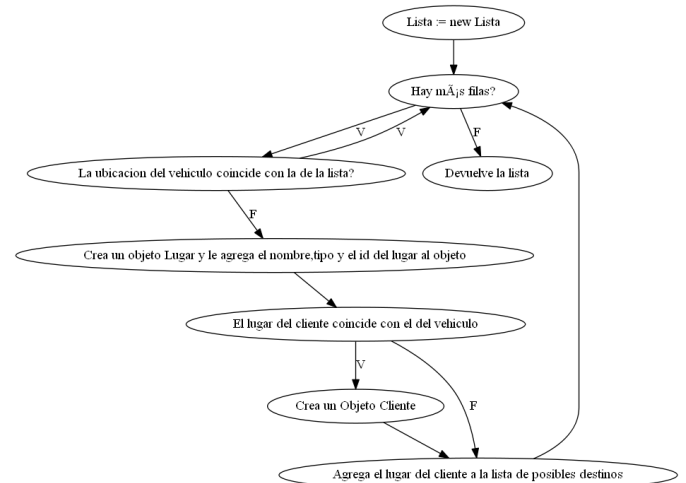 Lista := new Lista
Hay mÃ¡s filas?
V
V
F
La ubicacion del vehiculo coincide con la de la lista?
Devuelve la lista
F
Crea un objeto Lugar y le agrega el nombre,tipo y el id del lugar al objeto
El lugar del cliente coincide con el del vehiculo
V
Crea un Objeto Cliente
F
Agrega el lugar del cliente a la lista de posibles destinos